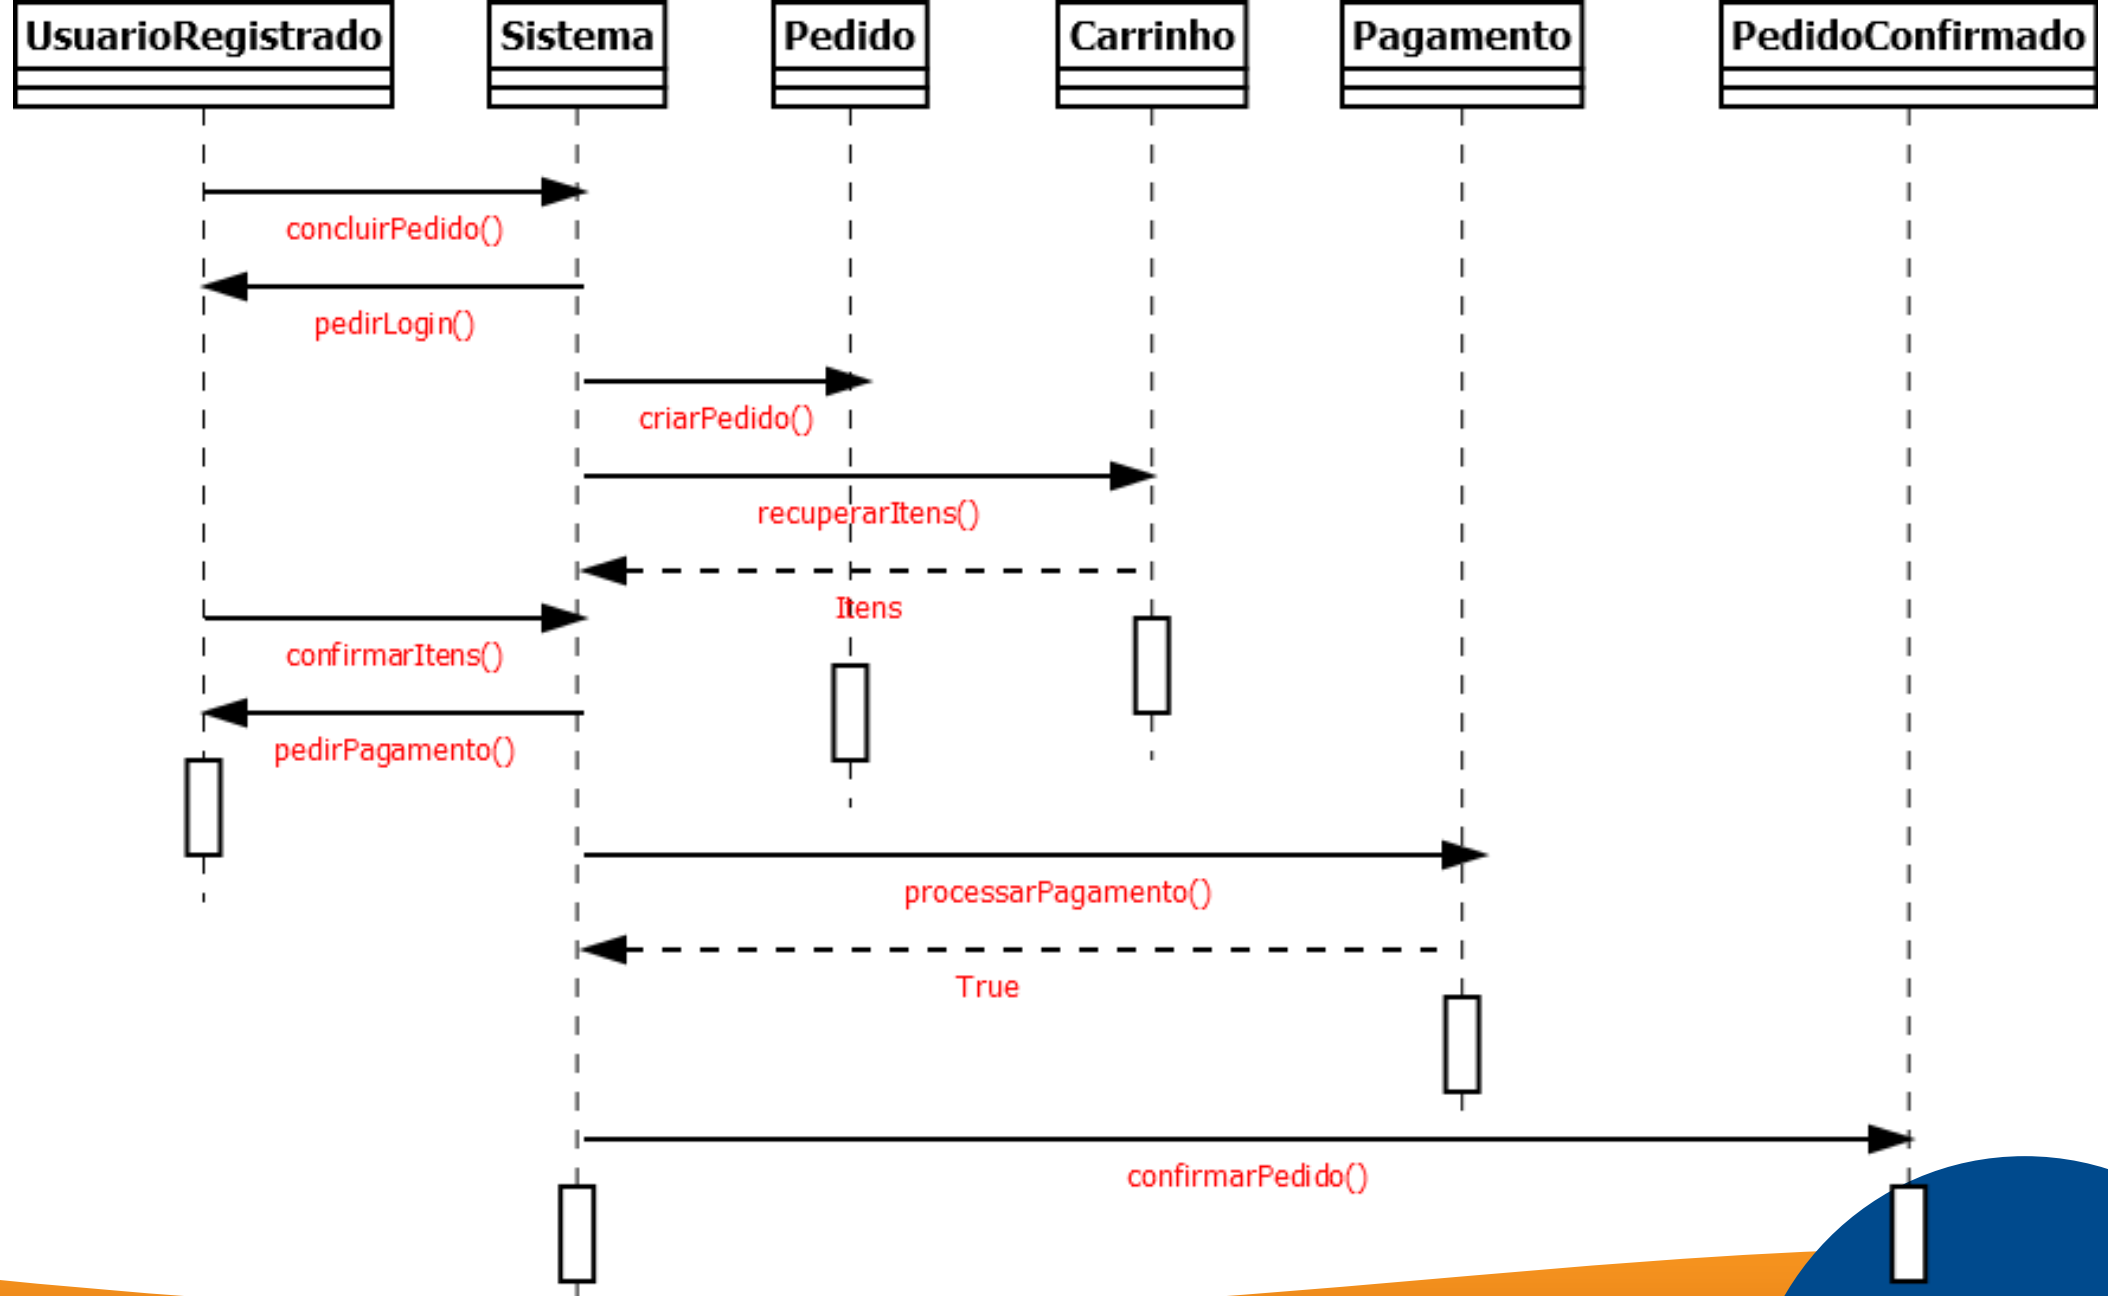 UsuarioRegistrado
Sistema
Pedido
Carrinho
Pagamento
PedidoConfirmado
concluirPedido()
pedirLogin()
criarPedido()
recuperarItens()
Itens
confirmarItens()
pedirPagamento()
processarPagamento()
True
confirmarPedido()